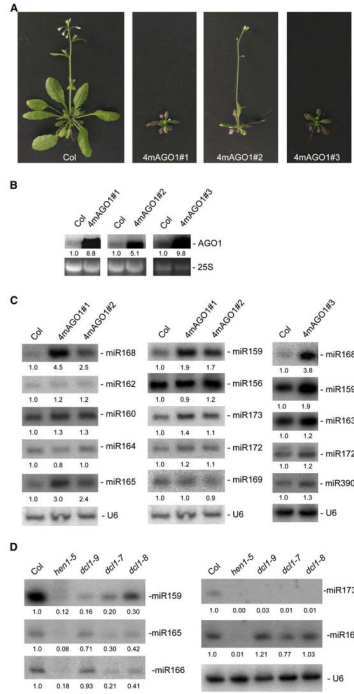 A
Col
4mAGO1#1
4mAGO1#2
4mAGO1#3
B
Col 4mAGO1#1 Col 4mAGO1#2 Col 4mAGO1#3
- AGO1
1.0 8.8 1.0 5.1 1.0 9.8
- 25S
C
Col 4mAGO1#1 4mAGO1#2
-miR168
1.0 4.5 2.5
-miR162
1.0 1.2 1.2
-miR160
1.0 1.3 1.3
-miR164
1.0 0.8 1.0
-miR165
1.0 3.0 2.4
- U6
Col 4mAGO1#1 4mAGO1#2
-miR159
1.0 1.9 1.7
-miR156
1.0 0.9 1.2
-miR173
1.0 1.4 1.1
-miR172
1.0 1.2 1.1
-miR169
1.0 1.0 0.9
- U6
Col 4mAGO1#3
-miR168
1.0 3.8
-miR159
1.0 1.9
-miR163
1.0 1.2
-miR172
1.0 1.2
-miR390
1.0 1.3
- U6
D
Col hen1-5 dcl1-9 dcl1-7 dcl1-8
-miR159
1.0 0.12 0.16 0.20 0.30
-miR165
1.0 0.08 0.71 0.30 0.42
-miR166
1.0 0.18 0.93 0.21 0.41
Col hen1-5 dcl1-9 dcl1-7 dcl1-8
-miR173
1.0 0.00 0.03 0.01 0.01
-miR16
1.0 0.01 1.21 0.77 1.03
- U6